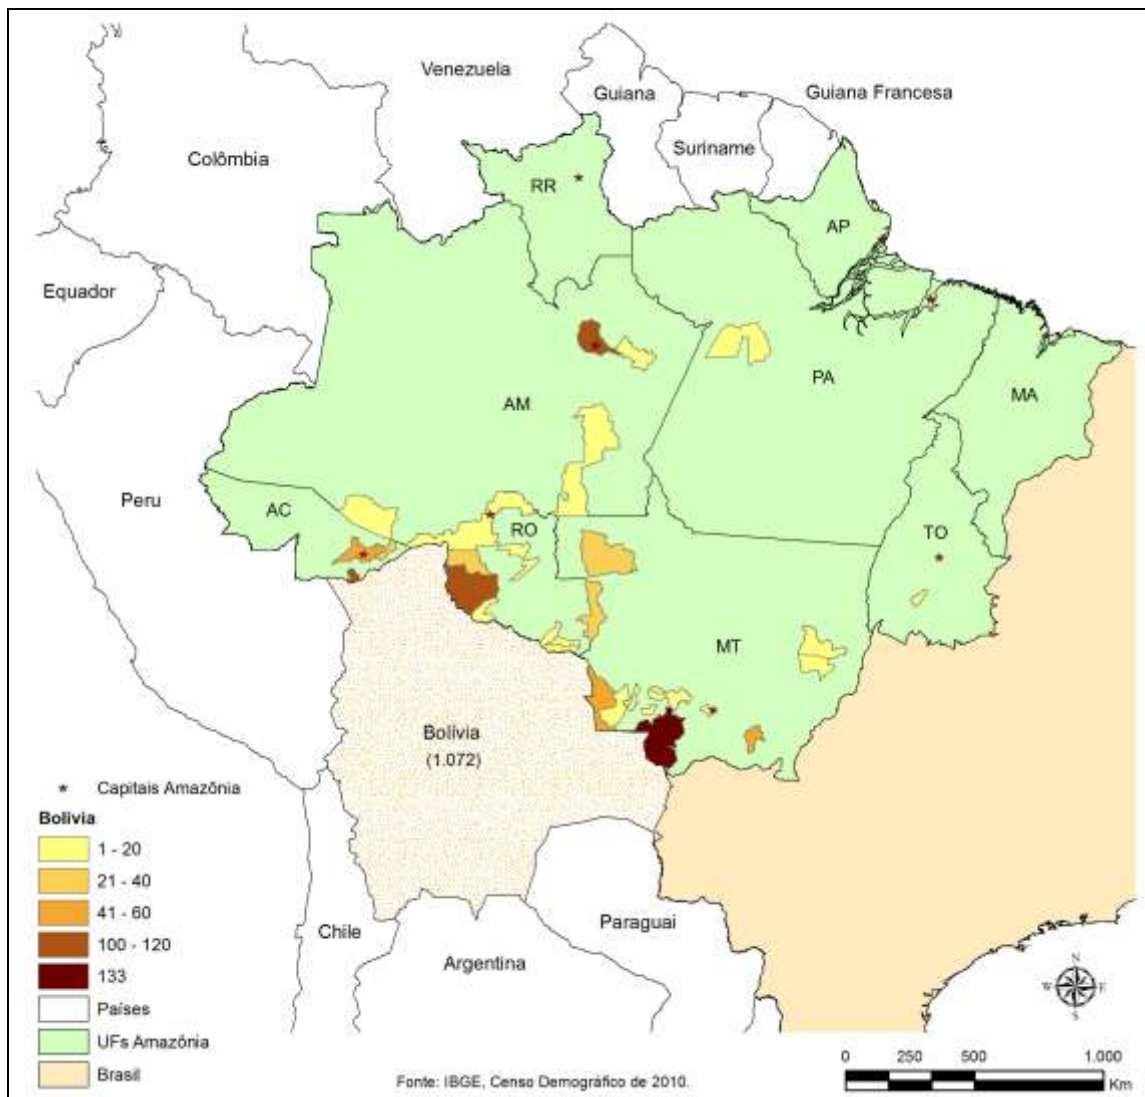 Venezuela
Guiana
Guiana Francesa
Suriname
Colômbia
RR
AP
Equador
PA
AM
MA
Peru
AC
RO
TO
MT
Bolívia
(1.072)
Capitais Amazônia
Bolivia
1 - 20
21 - 40
41 - 60
100 - 120
133
Países
UFs Amazônia
Brasil
Chile
Paraguai
Argentina
N
W E
S
0 250 500 1.000
Km
Fonte: IBGE, Censo Demográfico de 2010.